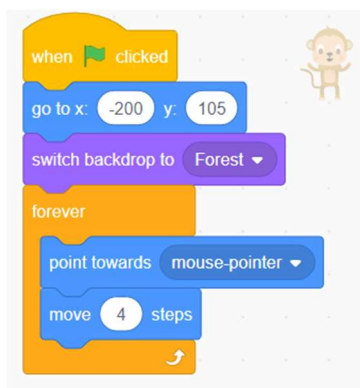 when clicked
go to x: -200 y: 105
switch backdrop to Forest
forever
point towards mouse-pointer
move 4 steps